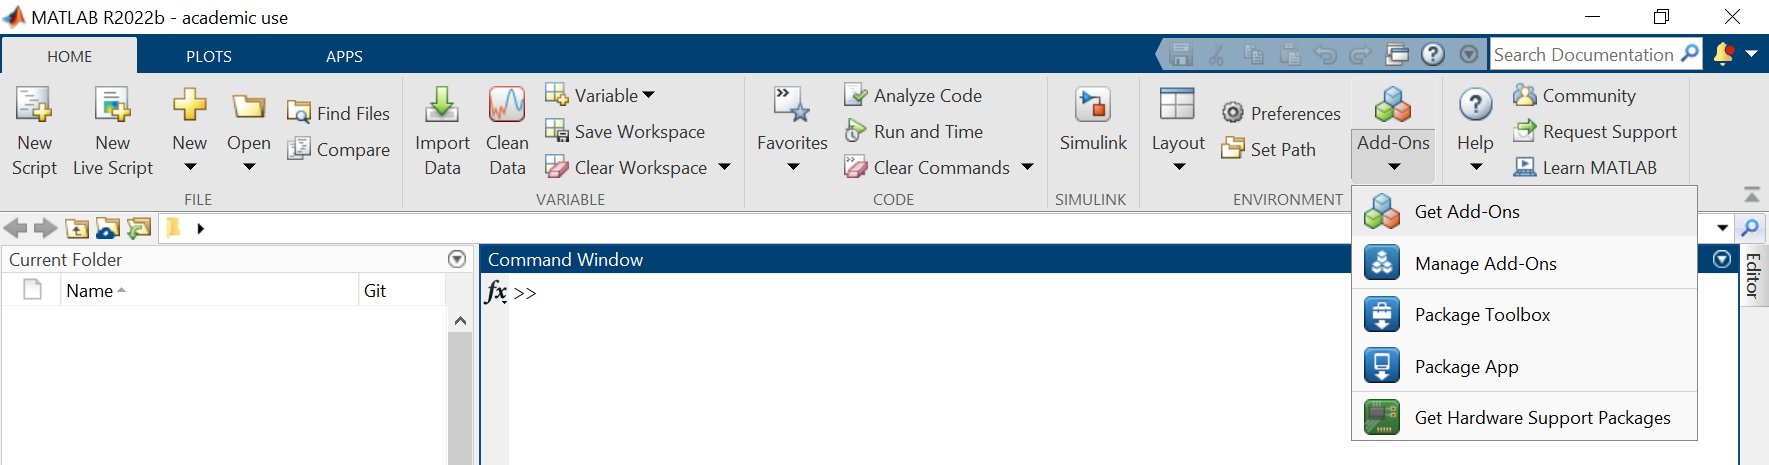 MATLAB R2022b - academic use
HOME PLOTS APPS
Search Documentation
New Script
New Live Script
New
Open
Find Files
Compare
FILE
Import Data
Clean Data
Variable
Save Workspace
Clear Workspace
VARIABLE
Favorites
Analyze Code
Run and Time
Clear Commands
CODE
Simulink
SIMULINK
Layout
Preferences
Set Path
Add-Ons
ENVIRONMENT
Help
Community
Request Support
Learn MATLAB
Get Add-Ons
Manage Add-Ons
Package Toolbox
Package App
Get Hardware Support Packages
Current Folder
Name Git
Command Window
fx >>
Editor